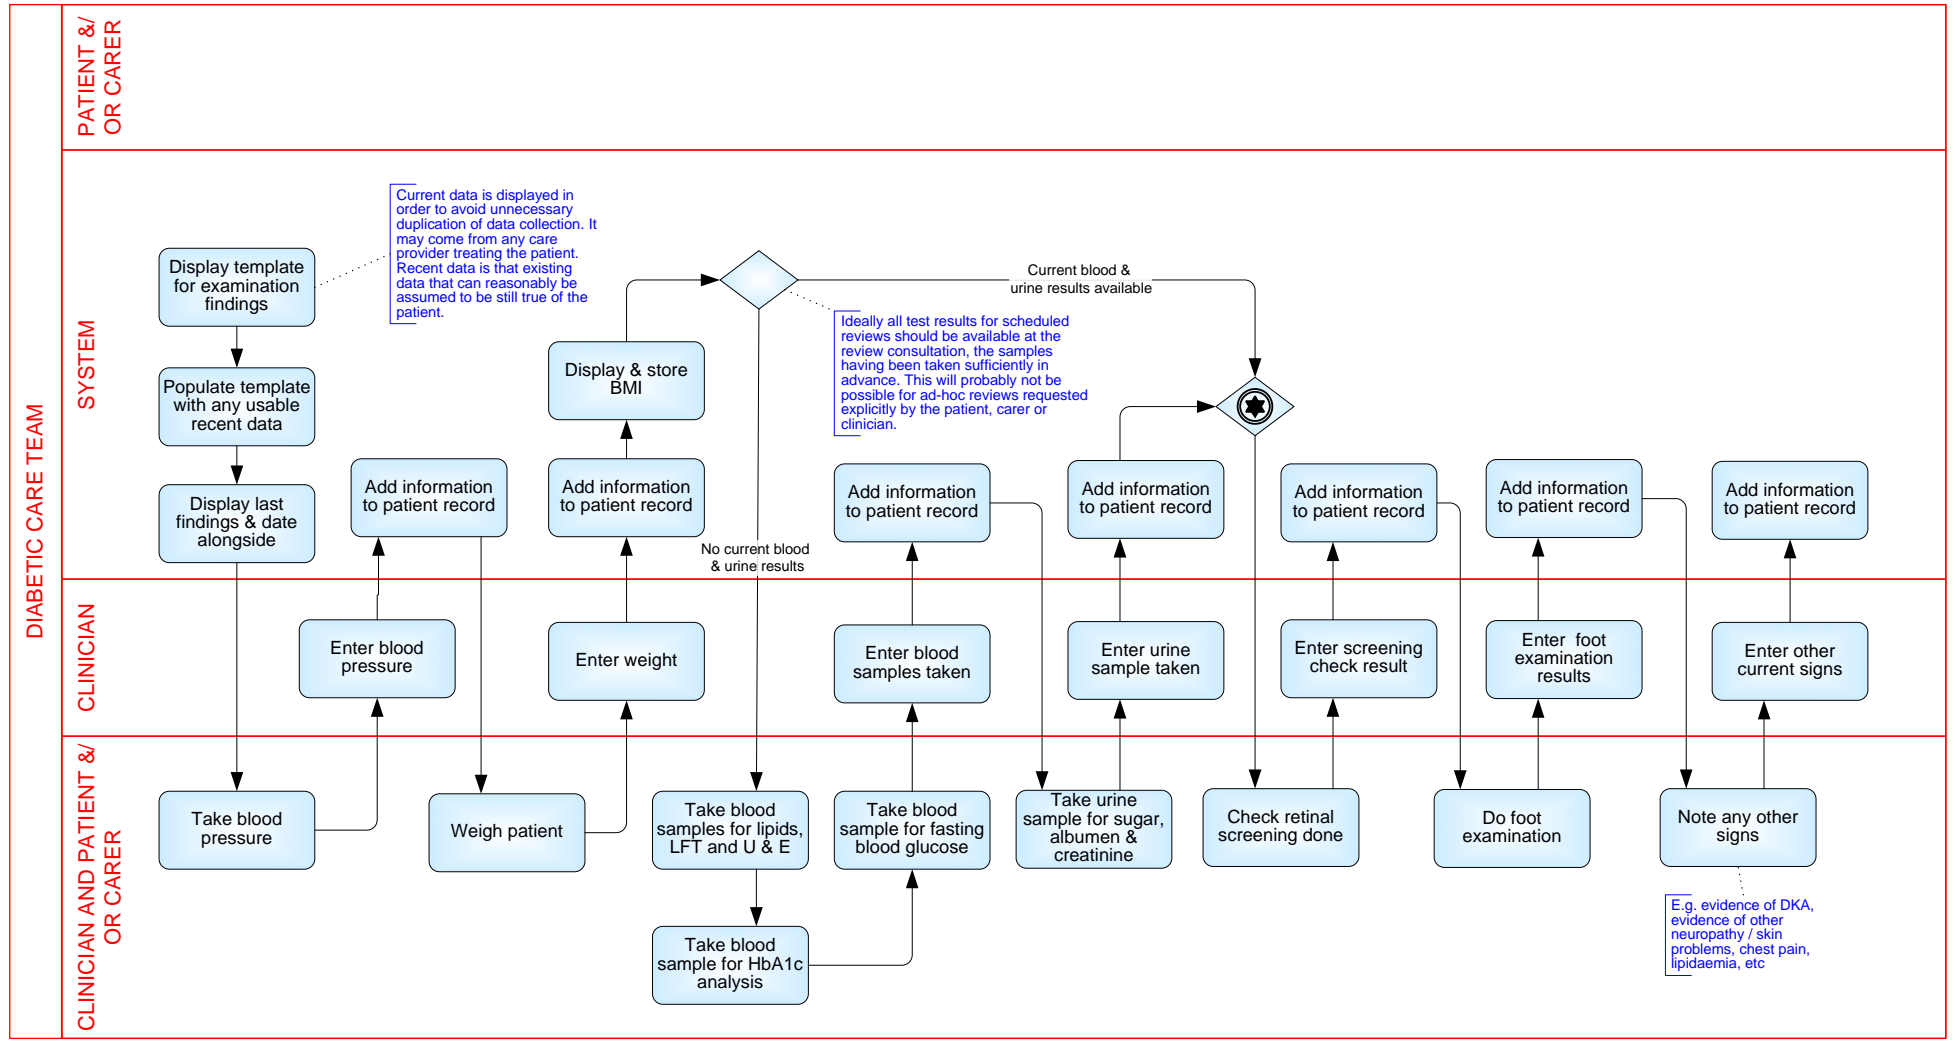 DIABETIC CARE TEAM
PATIENT &/
OR CARER
SYSTEM
Display template
for examination
findings
Current data is displayed in
order to avoid unnecessary
duplication of data collection. It
may come from any care
provider treating the patient.
Recent data is that existing
data that can reasonably be
assumed to be still true of the
patient.
Populate template
with any usable
recent data
Display last
findings & date
alongside
Add information
to patient record
Display & store
BMI
Add information
to patient record
Current blood &
urine results available
Ideally all test results for scheduled
reviews should be available at the
review consultation, the samples
having been taken sufficiently in
advance. This will probably not be
possible for ad-hoc reviews requested
explicitly by the patient, carer or
clinician.
No current blood
& urine results
Add information
to patient record
Add information
to patient record
Add information
to patient record
Add information
to patient record
Add information
to patient record
CLINICIAN
Enter blood
pressure
Enter weight
Enter blood
samples taken
Enter urine
sample taken
Enter screening
check result
Enter foot
examination
results
Enter other
current signs
CLINICIAN AND PATIENT &/
OR CARER
Take blood
pressure
Weigh patient
Take blood
samples for lipids,
LFT and U & E
Take blood
sample for HbA1c
analysis
Take blood
sample for fasting
blood glucose
Take urine
sample for sugar,
albumen &
creatinine
Check retinal
screening done
Do foot
examination
Note any other
signs
E.g. evidence of DKA,
evidence of other
neuropathy / skin
problems, chest pain,
lipidaemia, etc